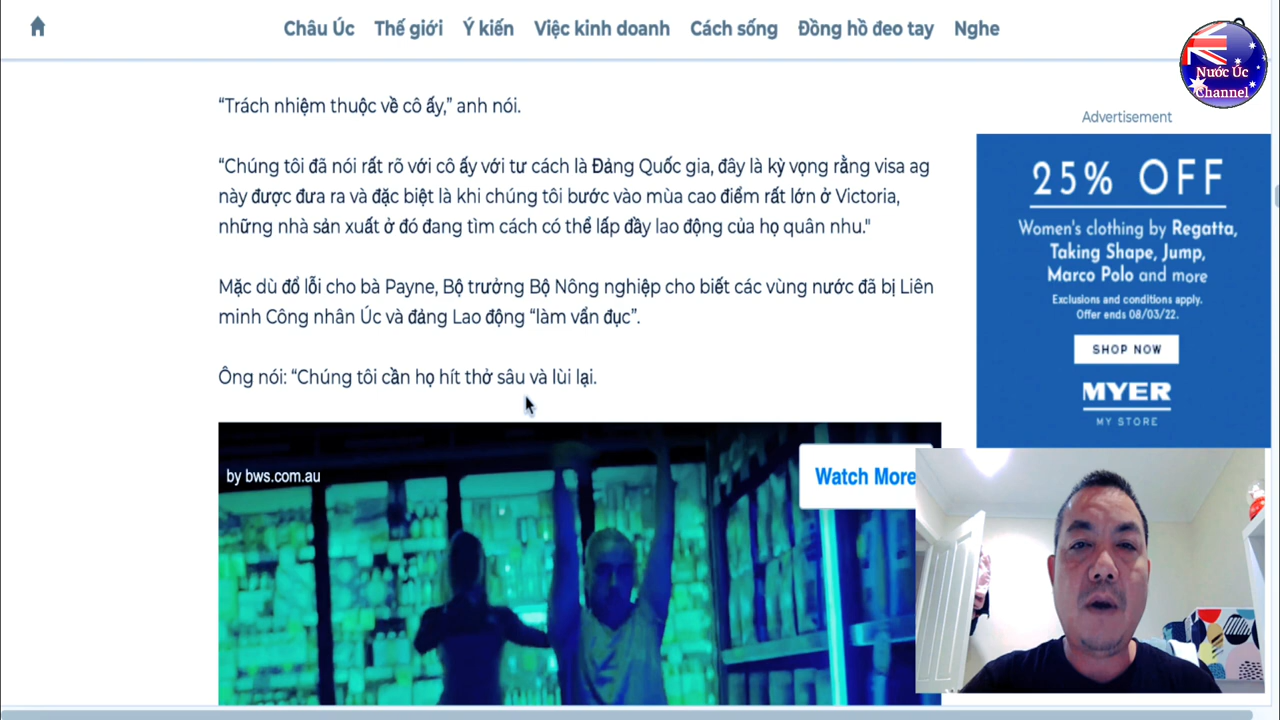 Châu Úc Thế giới Ý kiến Việc kinh doanh Cách sống Đồng hồ đeo tay Nghe
Nước Úc
Channel
“Trách nhiệm thuộc về cô ấy,” anh nói.
“Chúng tôi đã nói rất rõ với cô ấy với tư cách là Đảng Quốc gia, đây là kỳ vọng rằng visa ag
này được đưa ra và đặc biệt là khi chúng tôi bước vào mùa cao điểm rất lớn ở Victoria,
những nhà sản xuất ở đó đang tìm cách có thể lấp đầy lao động của họ quân nhu."
Mặc dù đổ lỗi cho bà Payne, Bộ trưởng Bộ Nông nghiệp cho biết các vùng nước đã bị Liên
minh Công nhân Úc và đảng Lao động “làm vẩn đục”.
Ông nói: “Chúng tôi cần họ hít thở sâu và lùi lại.
by bws.com.au
Watch More
Advertisement
25% OFF
Women's clothing by Regatta,
Taking Shape, Jump,
Marco Polo and more
Exclusions and conditions apply.
Offer ends 08/03/22.
SHOP NOW
MYER
MY STORE